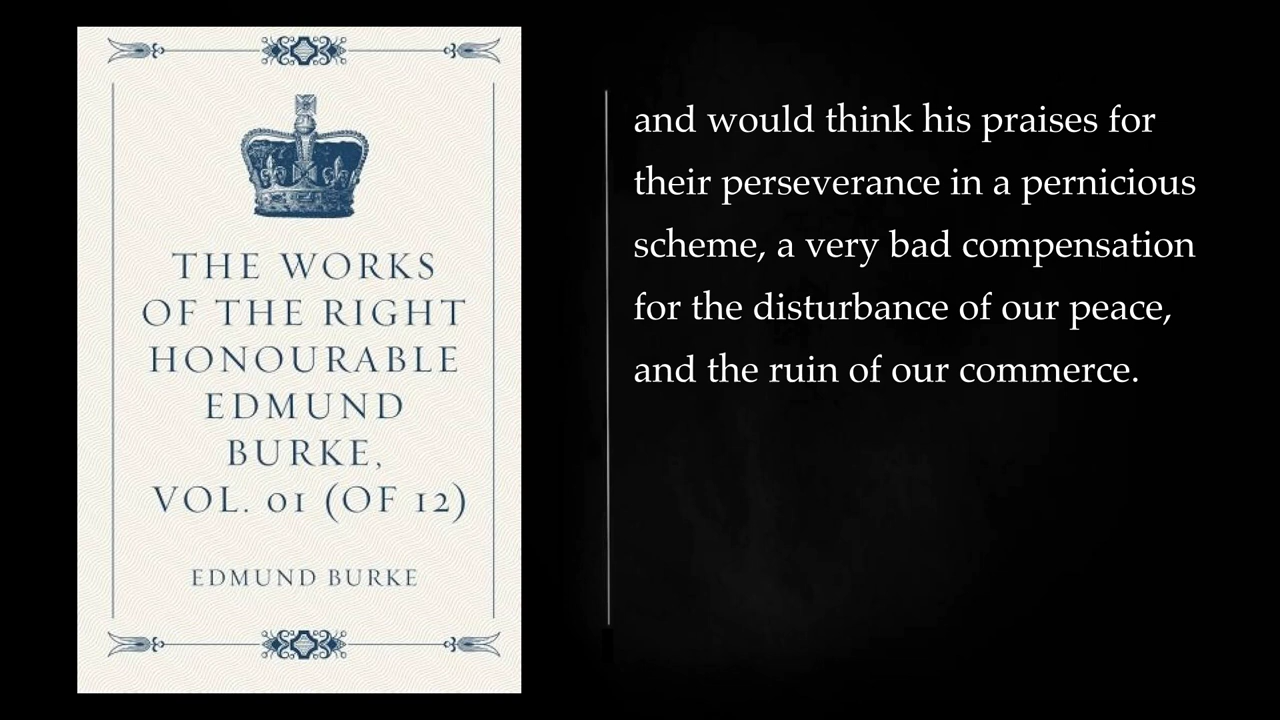 THE WORKS
OF THE RIGHT
HONOURABLE
EDMUND
BURKE,
VOL. 01 (OF 12)
EDMUND BURKE
and would think his praises for
their perseverance in a pernicious
scheme, a very bad compensation
for the disturbance of our peace,
and the ruin of our commerce.